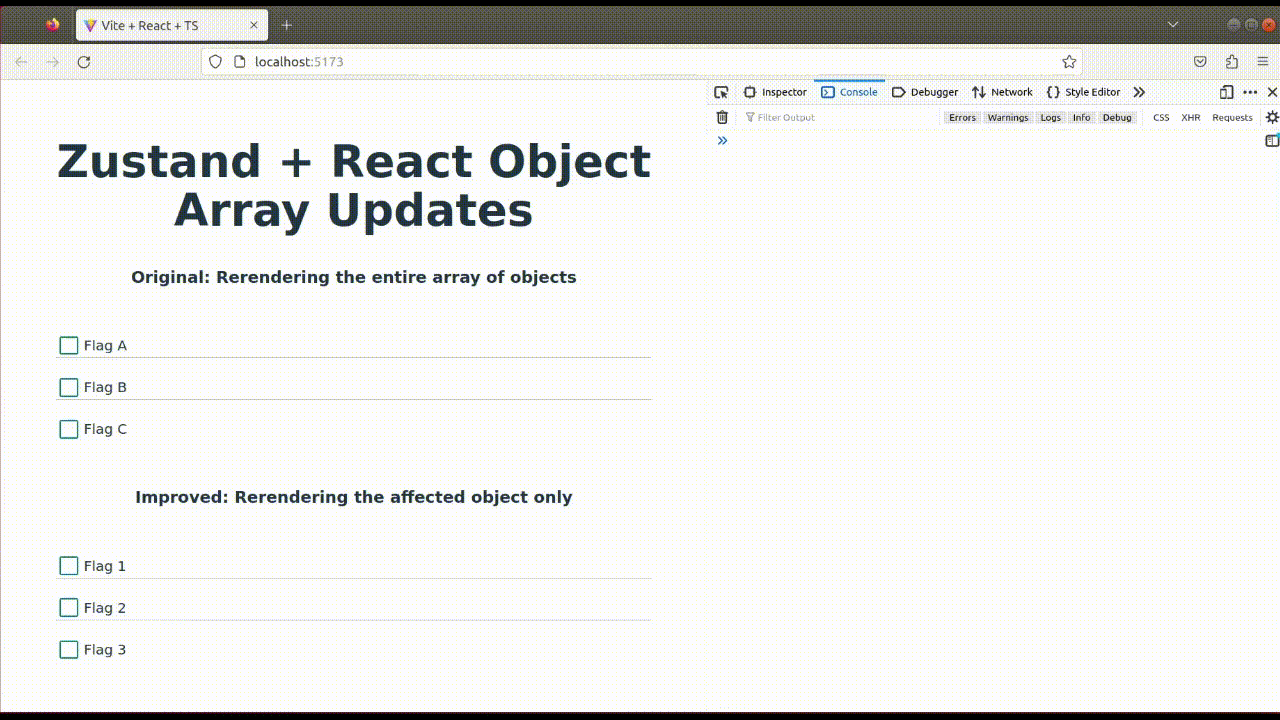 Vite + React + TS
localhost:5173
Inspector Console Debugger Network Style Editor
Filter Output Errors Warnings Logs Info Debug CSS XHR Requests
Zustand + React Object
Array Updates
Original: Rerendering the entire array of objects
Flag A
Flag B
Flag C
Improved: Rerendering the affected object only
Flag 1
Flag 2
Flag 3